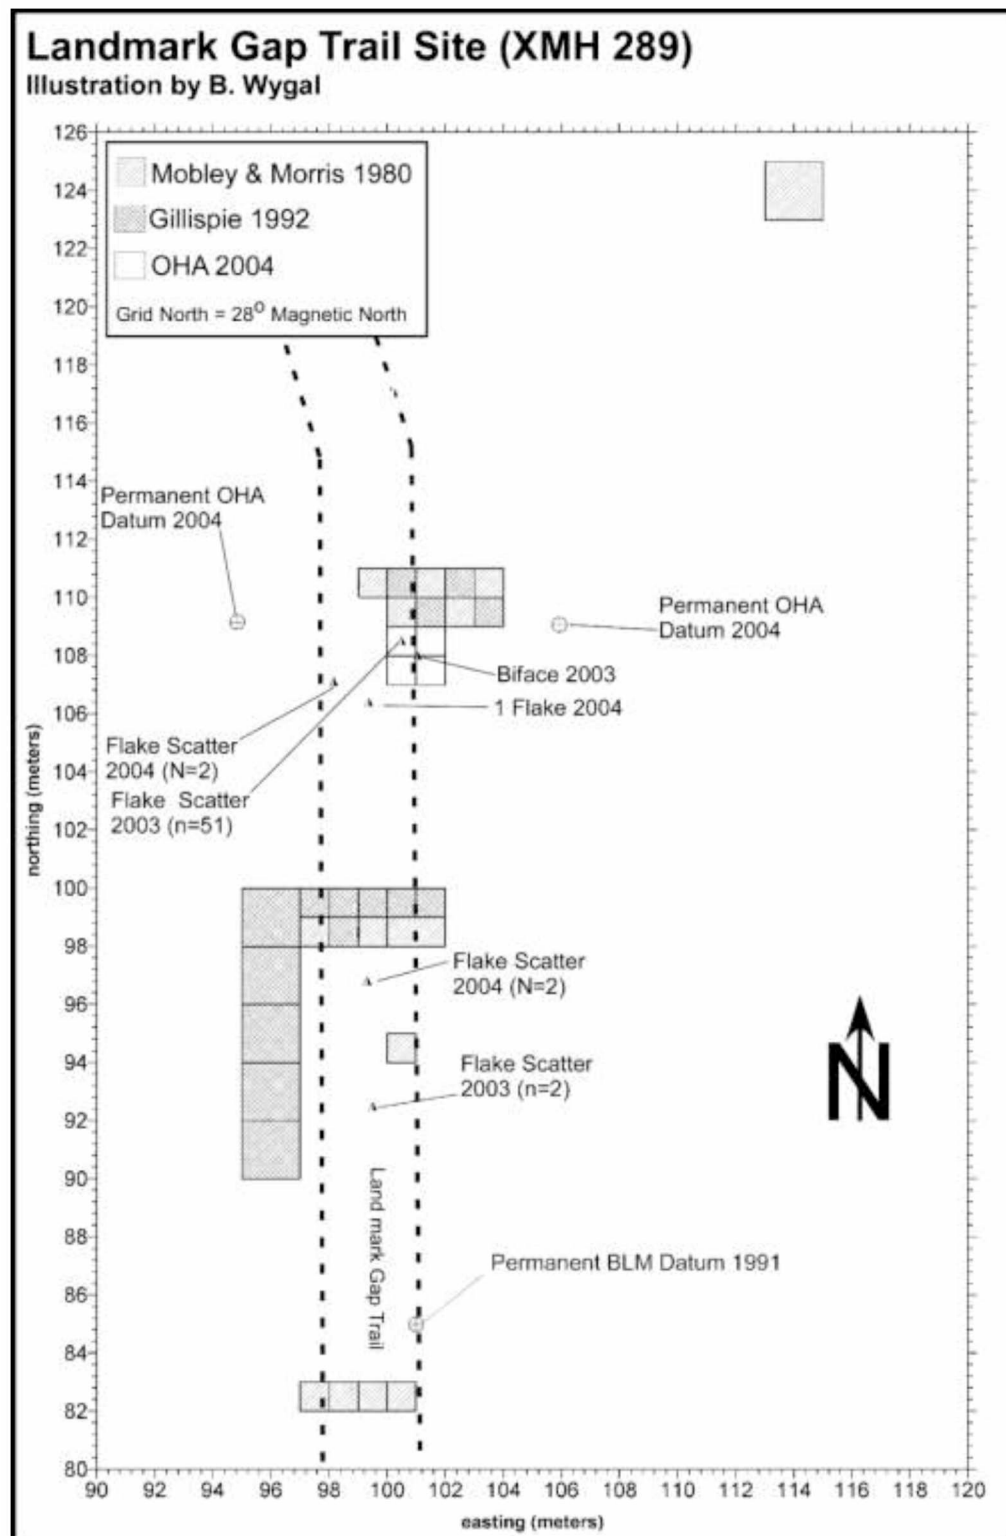 Landmark Gap Trail Site (XMH 289)
Illustration by B. Wygal
Mobley & Morris 1980
Gillispie 1992
OHA 2004
Grid North = 28⁰ Magnetic North
126
124
122
120
118
116
114
112
110
108
106
104
102
100
98
96
94
92
90
88
86
84
82
80
northing (meters)
Permanent OHA
Datum 2004
Permanent OHA
Datum 2004
Biface 2003
1 Flake 2004
Flake Scatter
2004 (N=2)
Flake Scatter
2003 (n=51)
Flake Scatter
2004 (N=2)
Flake Scatter
2003 (n=2)
N
Land mark Gap Trail
Permanent BLM Datum 1991
90 92 94 96 98 100 102 104 106 108 110 112 114 116 118 120
easting (meters)